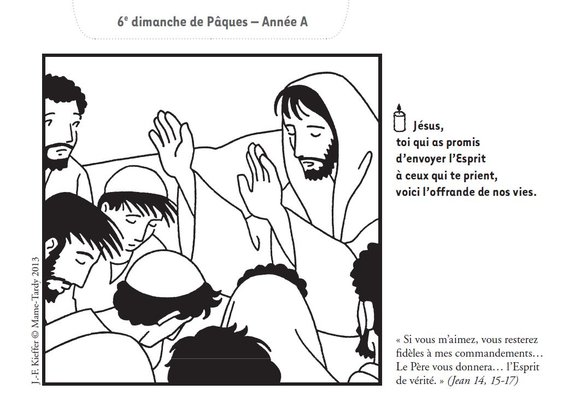 6e dimanche de Pâques – Année A
Jésus,
toi qui as promis
d'envoyer l'Esprit
à ceux qui te prient,
voici l'offrande de nos vies.
« Si vous m'aimez, vous resterez
fidèles à mes commandements…
Le Père vous donnera… l'Esprit
de vérité. » (Jean 14, 15-17)
J.-F. Kieffer © Mame-Tardy 2013